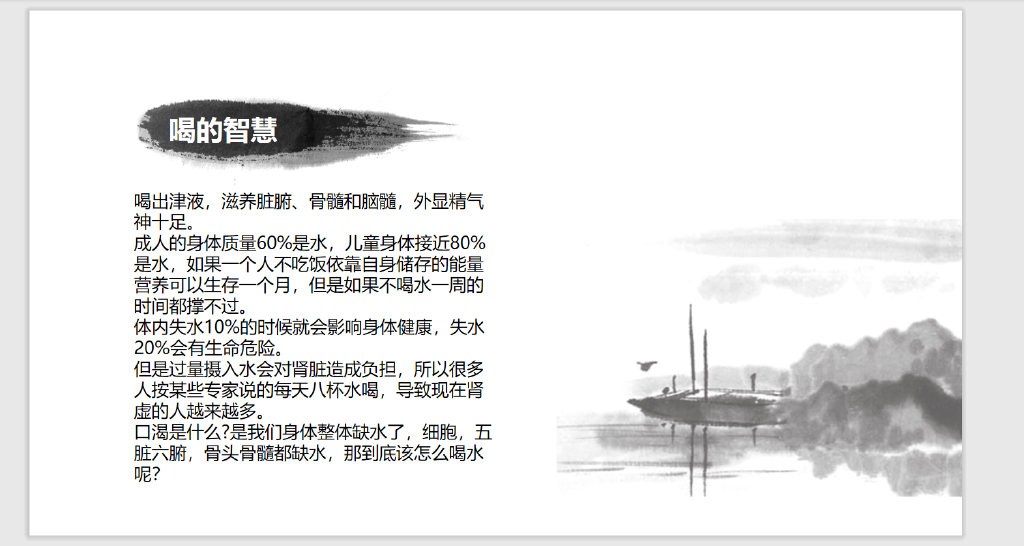 喝的智慧
喝出津液，滋养脏腑、骨髓和脑髓，外显精气
神十足。
成人的身体质量60%是水，儿童身体接近80%
是水，如果一个人不吃饭依靠自身储存的能量
营养可以生存一个月，但是如果不喝水一周的
时间都撑不过。
体内失水10%的时候就会影响身体健康，失水
20%会有生命危险。
但是过量摄入水会对肾脏造成负担，所以很多
人按某些专家说的每天八杯水喝，导致现在肾
虚的人越来越多。
口渴是什么?是我们身体整体缺水了，细胞，五
脏六腑，骨头骨髓都缺水，那到底该怎么喝水
呢?